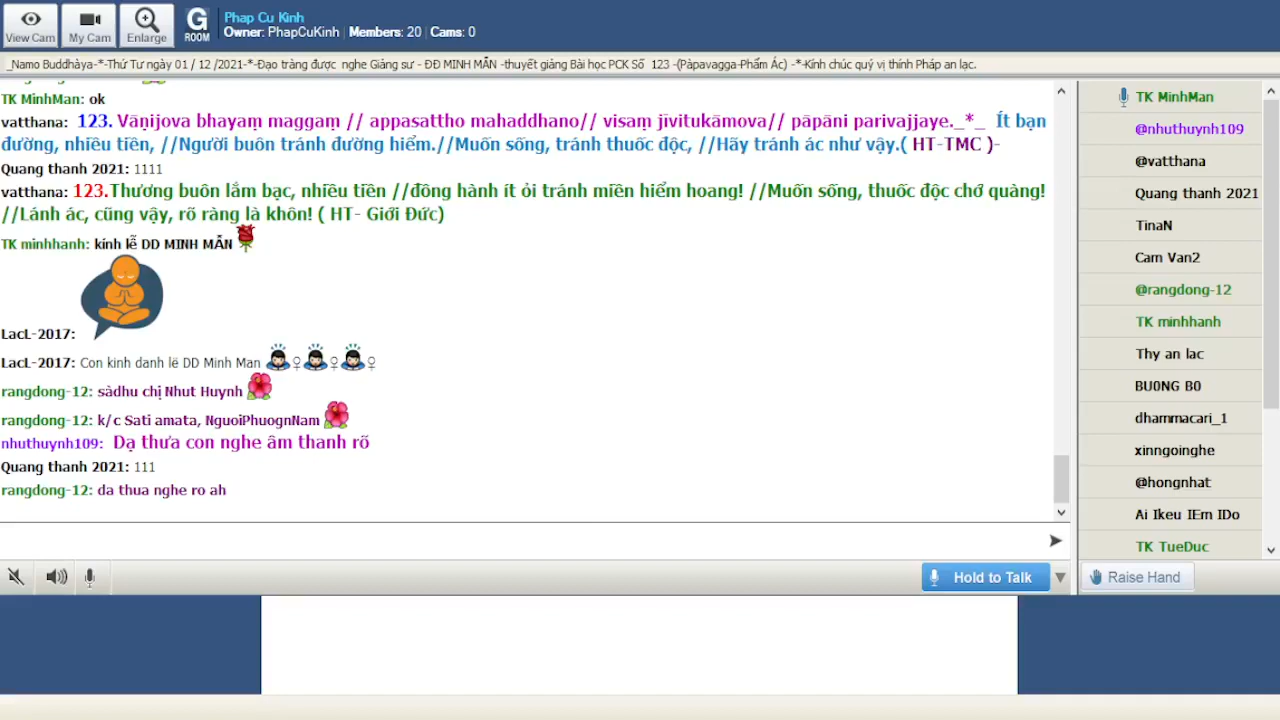 View Cam
My Cam
Enlarge
G
ROOM
Phap Cu Kinh
Owner: PhapCuKinh | Members: 20 | Cams: 0
_Namo Buddhàya-*-Thứ Tư ngày 01 / 12 /2021-*-Đạo tràng được nghe Giảng sư - ĐĐ MINH MẪN -thuyết giảng Bài học PCK Số 123 -(Pàpavagga-Phẩm Ác) -*-Kính chúc quý vị thính Pháp an lạc.
TK MinhMan: ok
vatthana: 123. Vāṇijova bhayaṃ maggaṃ // appasattho mahaddhano// visaṃ jīvitukāmova// pāpāni parivajjaye._*_ Ít bạn
đường, nhiều tiền, //Người buôn tránh đường hiểm.//Muốn sống, tránh thuốc độc, //Hãy tránh ác như vậy.( HT-TMC )-
Quang thanh 2021: 1111
vatthana: 123.Thương buôn lắm bạc, nhiều tiền //đông hành ít ỏi tránh miền hiểm hoang! //Muốn sống, thuốc độc chớ quàng!
//Lánh ác, cũng vậy, rõ ràng là khôn! ( HT- Giới Đức)
TK minhhanh: kính lễ DD MINH MẪN
LacL-2017:
LacL-2017: Con kinh danh lë DD Minh Man ♀ ♀ ♀
rangdong-12: sàdhu chị Nhut Huynh
rangdong-12: k/c Sati amata, NguoiPhuognNam
nhuthuynh109: Dạ thưa con nghe âm thanh rõ
Quang thanh 2021: 111
rangdong-12: da thua nghe ro ah
Hold to Talk
TK MinhMan
@nhuthuynh109
@vatthana
Quang thanh 2021
TinaN
Cam Van2
@rangdong-12
TK minhhanh
Thy an lac
BU0NG B0
dhammacari_1
xinngoinghe
@hongnhat
Ai Ikeu IEm IDo
TK TueDuc
Raise Hand